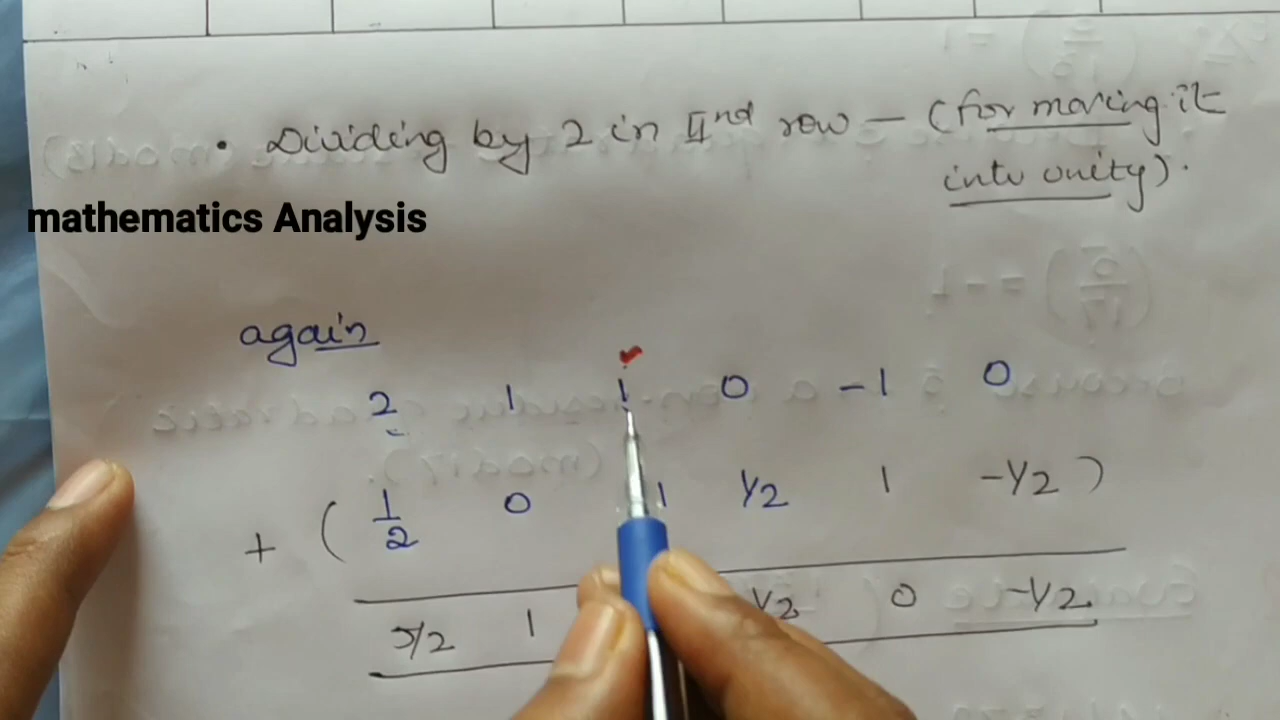 • Dividing by 2 in IInd row – (for making it
into unity).
mathematics Analysis
again
2 1 1 0 -1 0
+ ( 1/2 0 1 1/2 1 -1/2 )
5/2 1 1/2 0 -1/2